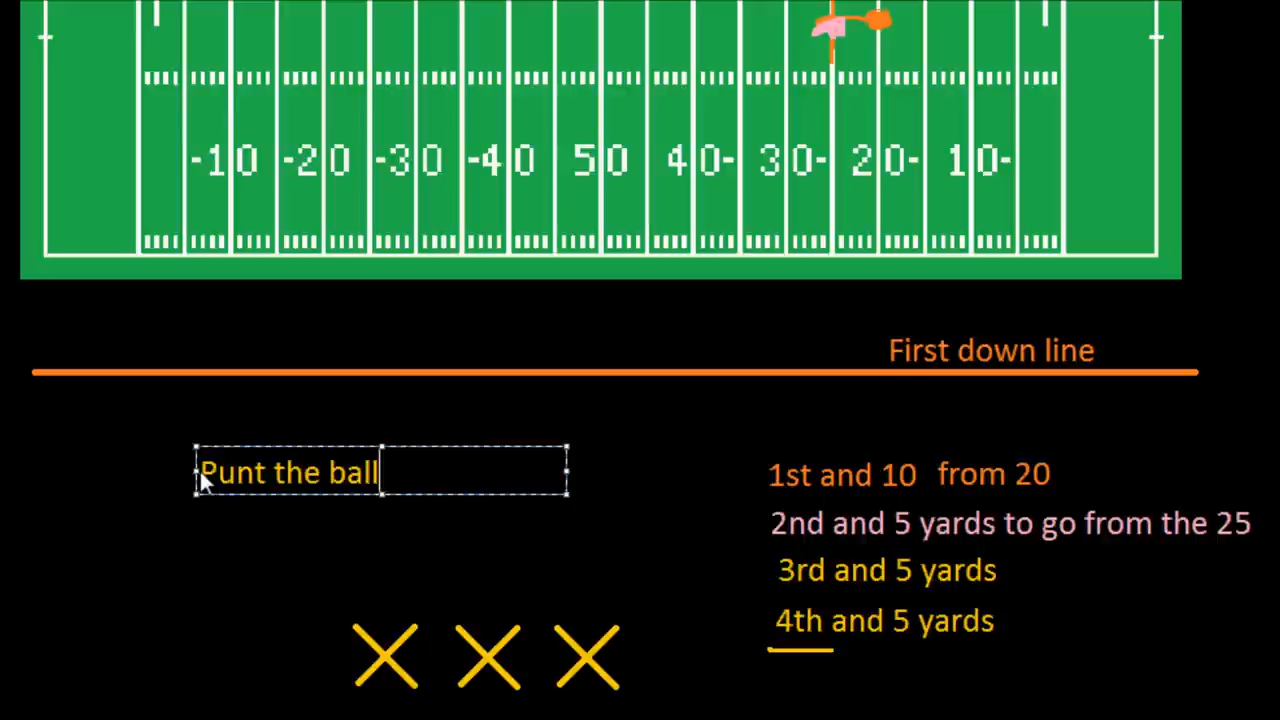 -10 -20 -30 -40 50 40- 30- 20- 10-
First down line
Punt the ball
1st and 10 from 20
2nd and 5 yards to go from the 25
3rd and 5 yards
4th and 5 yards